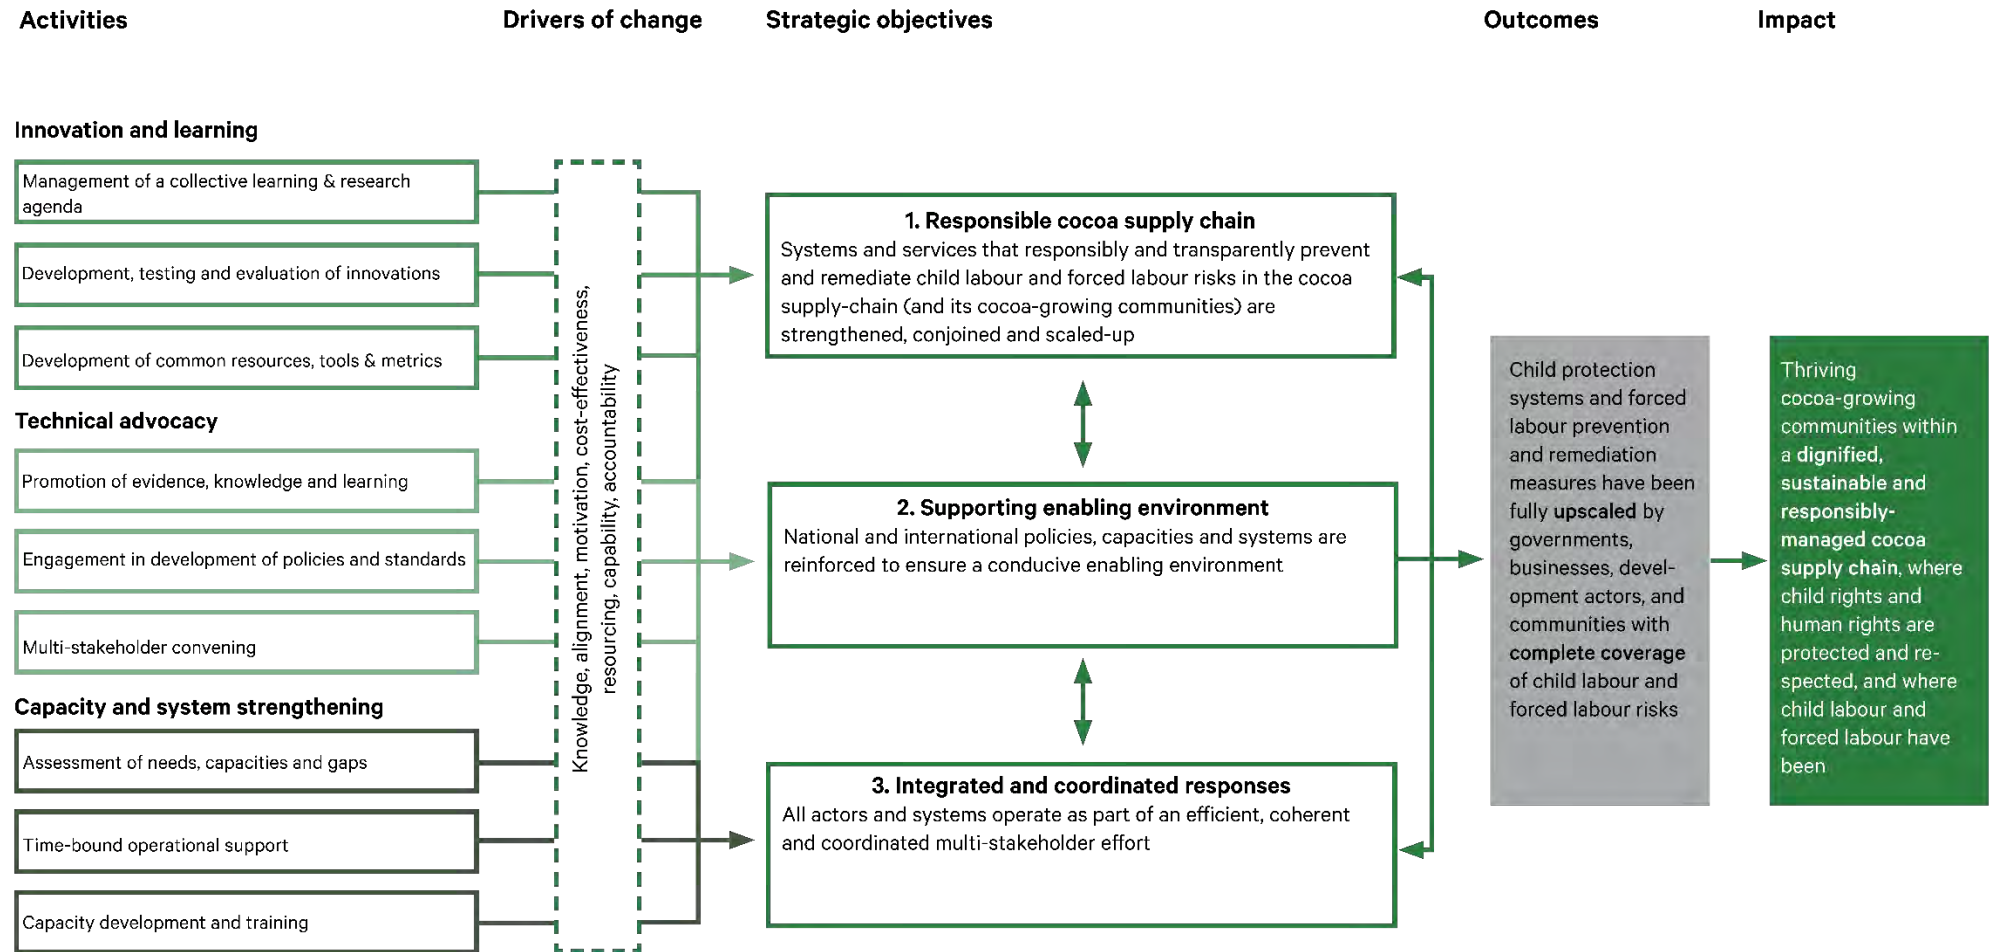 Activities
Drivers of change
Strategic objectives
Outcomes
Impact
Innovation and learning
Management of a collective learning & research
agenda
Development, testing and evaluation of innovations
Development of common resources, tools & metrics
Technical advocacy
Promotion of evidence, knowledge and learning
Engagement in development of policies and standards
Multi-stakeholder convening
Capacity and system strengthening
Assessment of needs, capacities and gaps
Time-bound operational support
Capacity development and training
Knowledge, alignment, motivation, cost-effectiveness,
resourcing, capability, accountability
1. Responsible cocoa supply chain
Systems and services that responsibly and transparently prevent
and remediate child labour and forced labour risks in the cocoa
supply-chain (and its cocoa-growing communities) are
strengthened, conjoined and scaled-up
2. Supporting enabling environment
National and international policies, capacities and systems are
reinforced to ensure a conducive enabling environment
3. Integrated and coordinated responses
All actors and systems operate as part of an efficient, coherent
and coordinated multi-stakeholder effort
Child protection
systems and forced
labour prevention
and remediation
measures have been
fully upscaled by
governments,
businesses, devel-
opment actors, and
communities with
complete coverage
of child labour and
forced labour risks
Thriving
cocoa-growing
communities within
a dignified,
sustainable and
responsibly-
managed cocoa
supply chain, where
child rights and
human rights are
protected and re-
spected, and where
child labour and
forced labour have
been